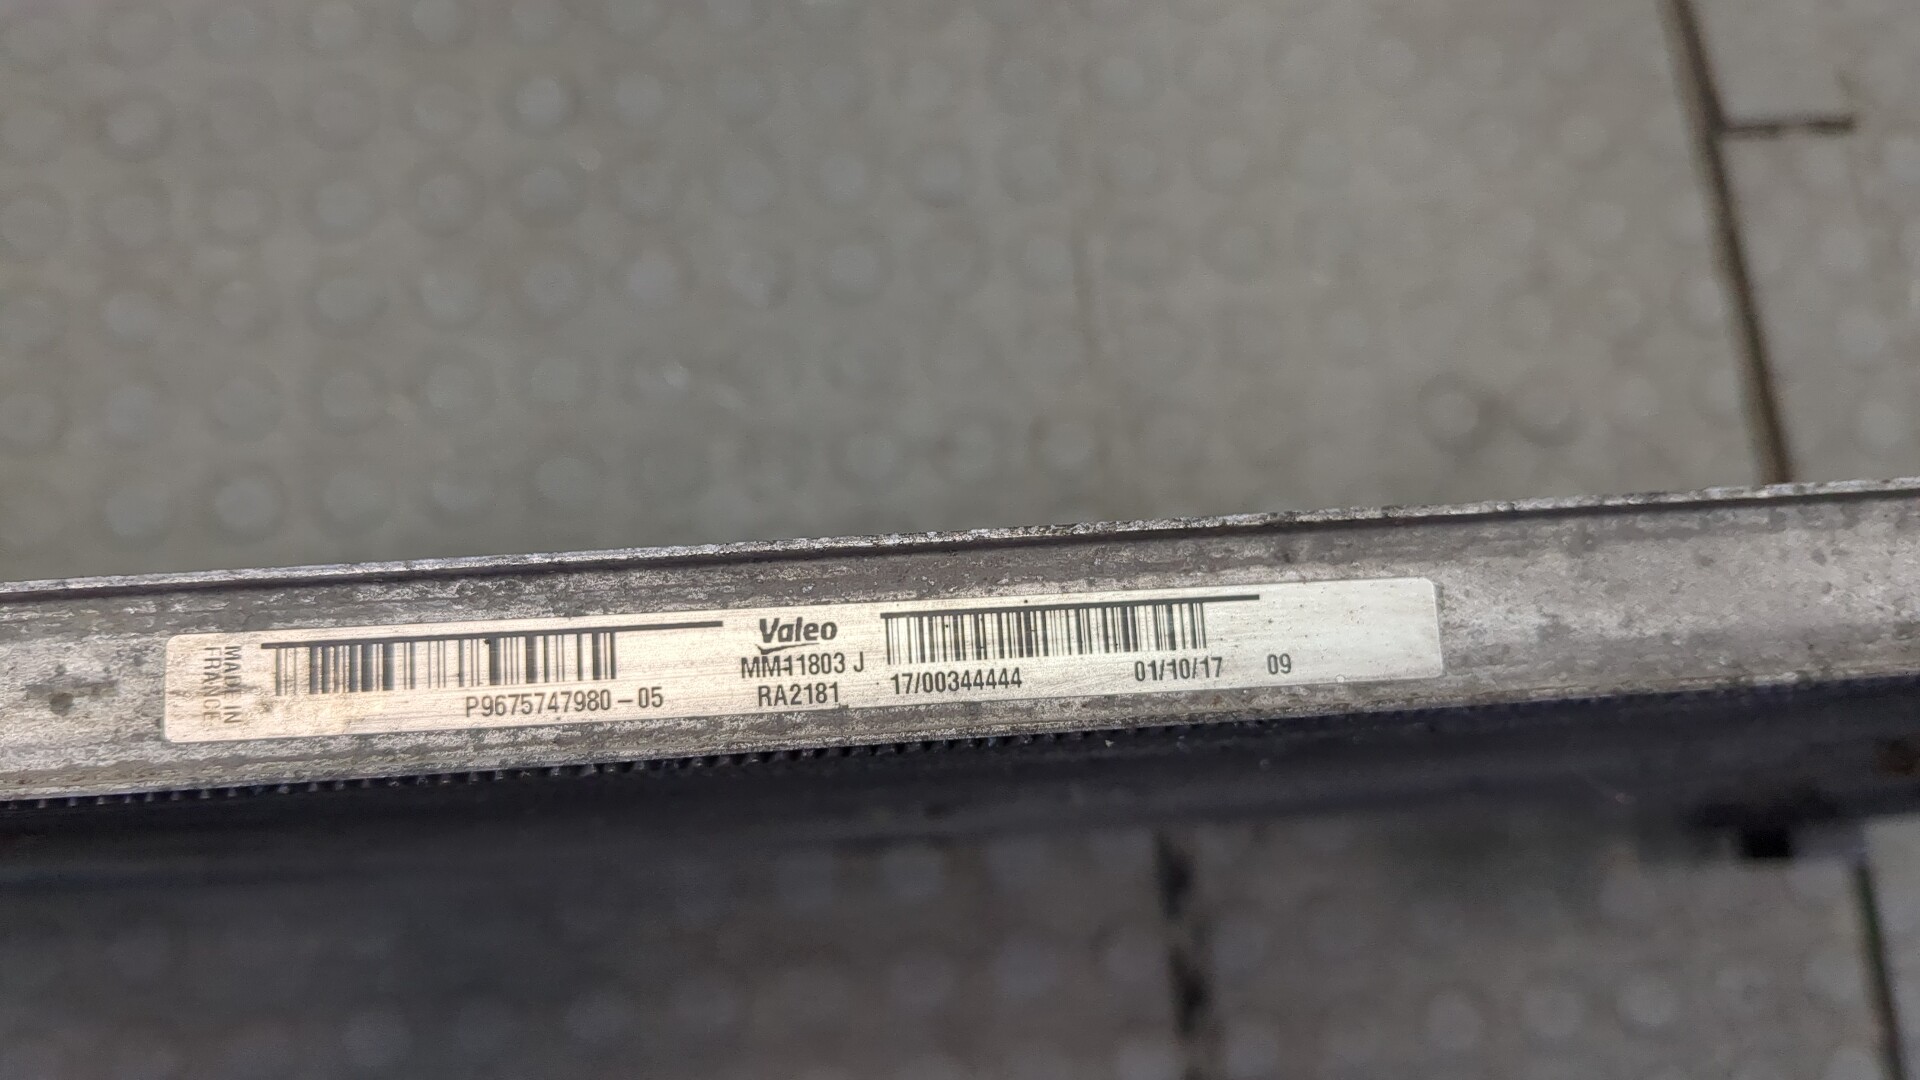 MADE IN
FRANCE
P9675747980-05
Valeo
MM11803 J
RA2181
17/00344444 01/10/17 09